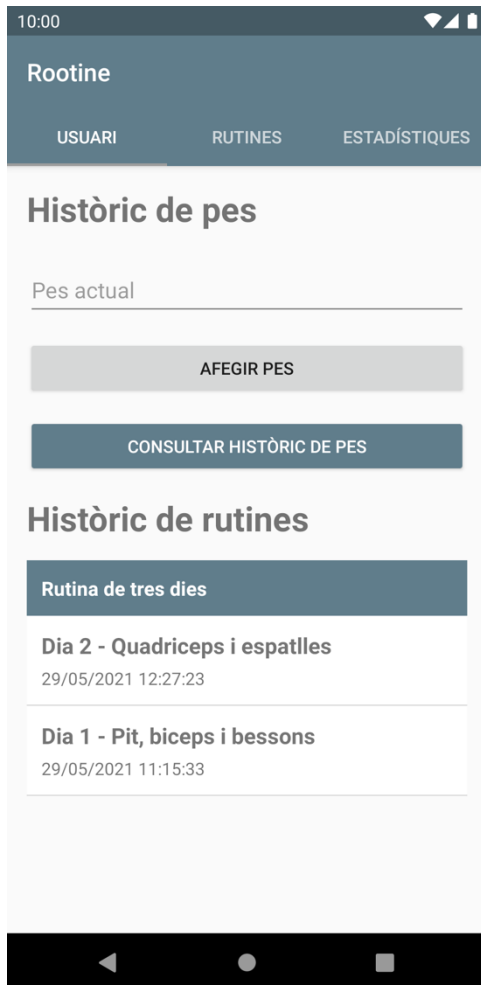 10:00
Rootine
USUARI RUTINES ESTADÍSTIQUES
Històric de pes
Pes actual
AFEGIR PES
CONSULTAR HISTÒRIC DE PES
Històric de rutines
Rutina de tres dies
Dia 2 - Quadriceps i espatlles
29/05/2021 12:27:23
Dia 1 - Pit, biceps i bessons
29/05/2021 11:15:33